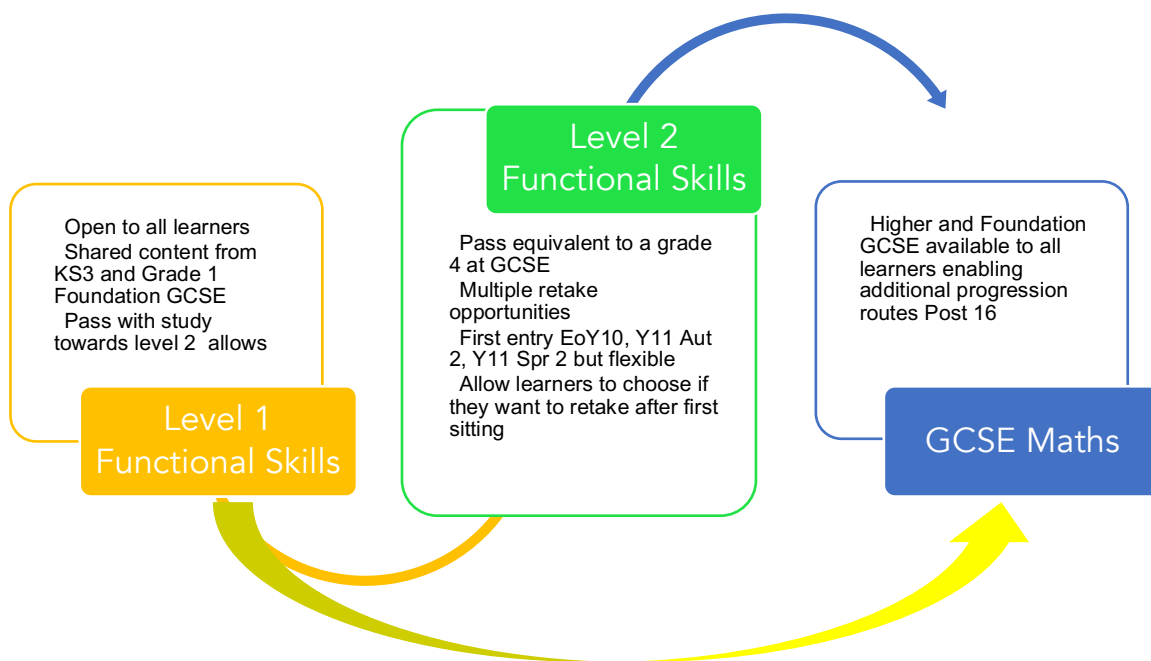 Open to all learners
Shared content from
KS3 and Grade 1
Foundation GCSE
Pass with study
towards level 2  allows
Level 1
Functional Skills
Level 2
Functional Skills
Pass equivalent to a grade
4 at GCSE
Multiple retake
opportunities
First entry EoY10, Y11 Aut
2, Y11 Spr 2 but flexible
Allow learners to choose if
they want to retake after first
sitting
Higher and Foundation
GCSE available to all
learners enabling
additional progression
routes Post 16
GCSE Maths